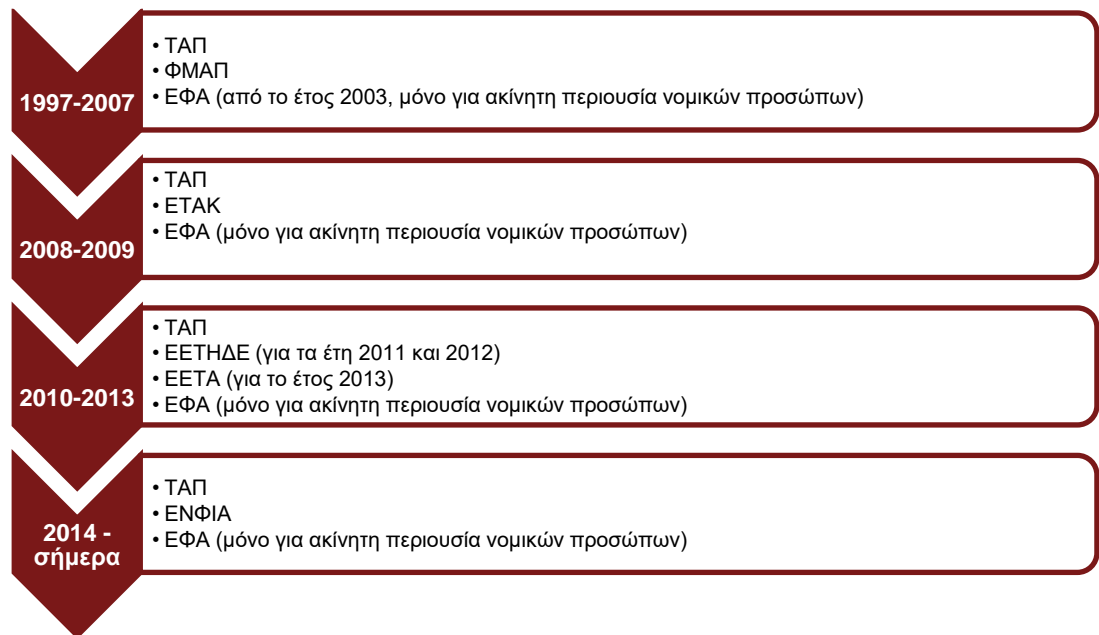 1997-2007
• ΤΑΠ
• ΦΜΑΠ
• ΕΦΑ (από το έτος 2003, μόνο για ακίνητη περιουσία νομικών προσώπων)
2008-2009
• ΤΑΠ
• ΕΤΑΚ
• ΕΦΑ (μόνο για ακίνητη περιουσία νομικών προσώπων)
2010-2013
• ΤΑΠ
• ΕΕΤΗΔΕ (για τα έτη 2011 και 2012)
• ΕΕΤΑ (για το έτος 2013)
• ΕΦΑ (μόνο για ακίνητη περιουσία νομικών προσώπων)
2014 -
σήμερα
• ΤΑΠ
• ΕΝΦΙΑ
• ΕΦΑ (μόνο για ακίνητη περιουσία νομικών προσώπων)